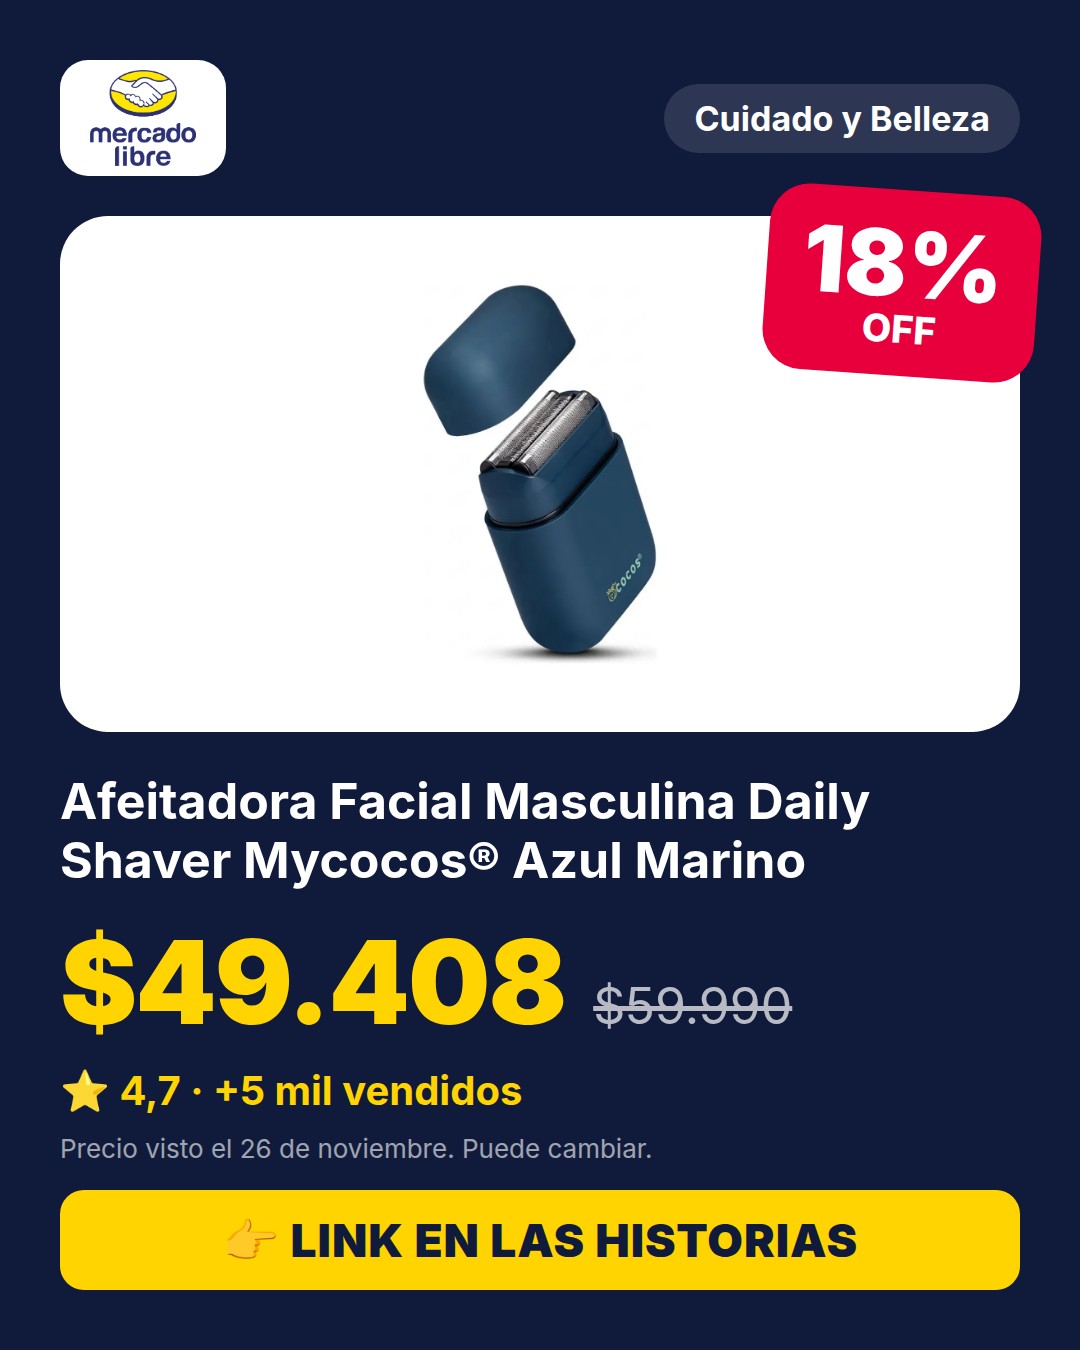 mercado
libre
Cuidado y Belleza
18%
OFF
COCOS®
Afeitadora Facial Masculina Daily
Shaver Mycocos® Azul Marino
$49.408 $59.990
⭐ 4,7 · +5 mil vendidos
Precio visto el 26 de noviembre. Puede cambiar.
👉 LINK EN LAS HISTORIAS